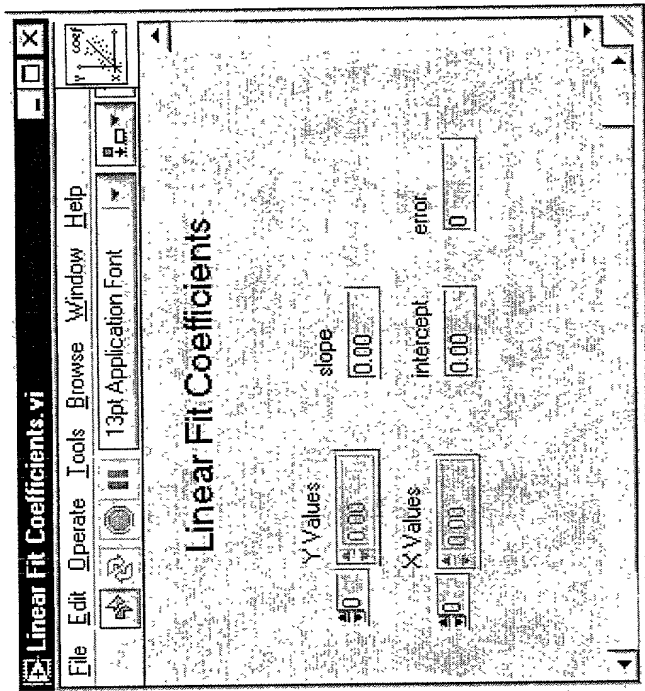 Linear Fit Coefficients.vi
File Edit Operate Tools Browse Window Help
13pt Application Font
Y coef
X
Linear Fit Coefficients
Y Values slope
0 0.00 0.00
X Values intercept error
0 0.00 0.00 0